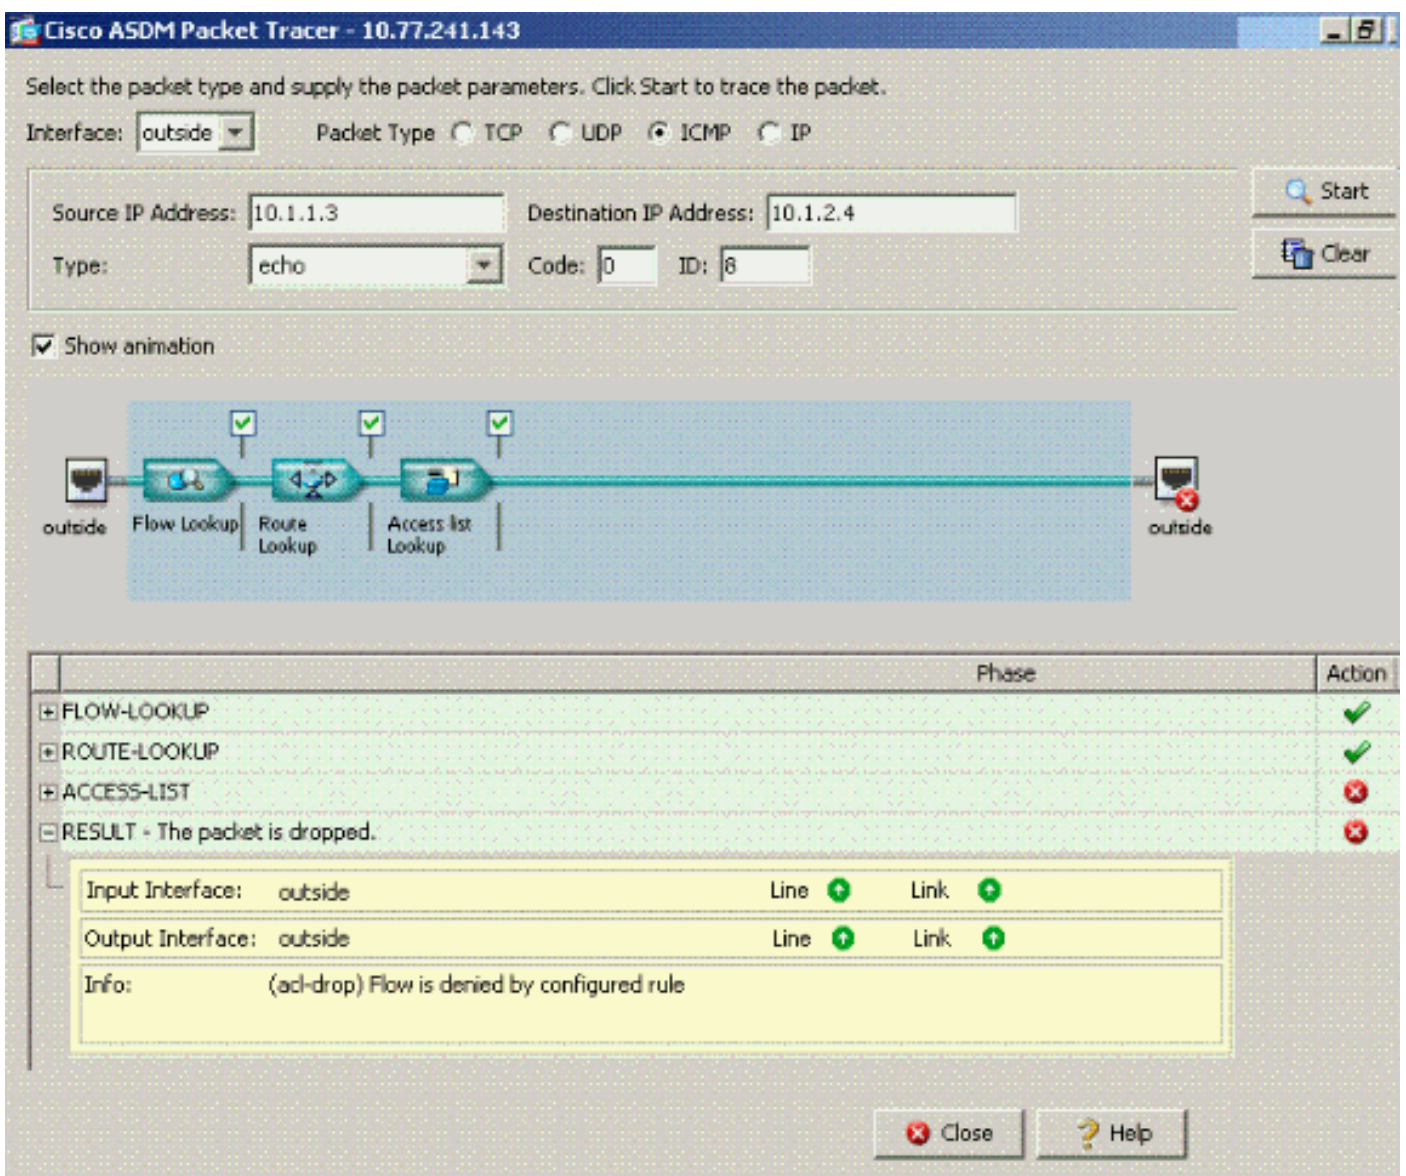 Cisco ASDM Packet Tracer - 10.77.241.143
Select the packet type and supply the packet parameters. Click Start to trace the packet.
Interface: outside Packet Type TCP UDP ICMP IP
Start
Source IP Address: 10.1.1.3 Destination IP Address: 10.1.2.4
Clear
Type: echo Code: 0 ID: 8
Show animation
outside
Flow Lookup
Route
Lookup
Access list
Lookup
outside
Phase Action
FLOW-LOOKUP
ROUTE-LOOKUP
ACCESS-LIST
RESULT - The packet is dropped.
Input Interface: outside Line Link
Output Interface: outside Line Link
Info: (acl-drop) Flow is denied by configured rule
Close Help